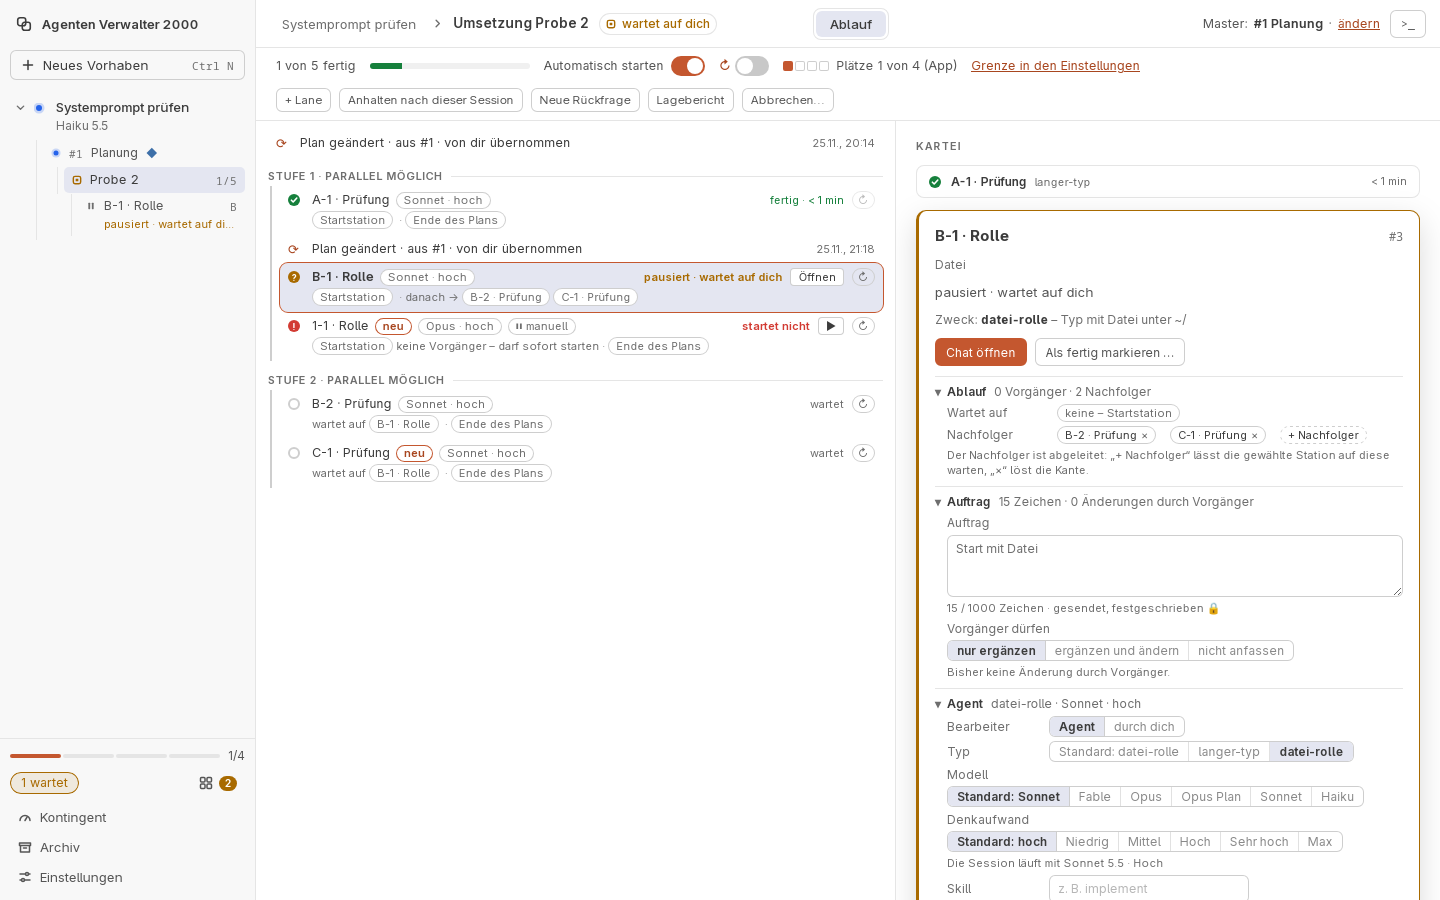 Agenten Verwalter 2000
Neues Vorhaben Ctrl N
Systemprompt prüfen
Haiku 5.5
#1 Planung
Probe 2 1/5
B-1 · Rolle B
pausiert · wartet auf di...
1/4
1 wartet 2
Kontingent
Archiv
Einstellungen
Systemprompt prüfen > Umsetzung Probe 2 wartet auf dich
Ablauf
Master: #1 Planung · ändern >_
1 von 5 fertig Automatisch starten Plätze 1 von 4 (App) Grenze in den Einstellungen
+ Lane Anhalten nach dieser Session Neue Rückfrage Lagebericht Abbrechen...
Plan geändert · aus #1 · von dir übernommen 25.11., 20:14
STUFE 1 · PARALLEL MÖGLICH
A-1 · Prüfung Sonnet · hoch fertig · < 1 min
Startstation · Ende des Plans
Plan geändert · aus #1 · von dir übernommen 25.11., 21:18
B-1 · Rolle Sonnet · hoch pausiert · wartet auf dich Öffnen
Startstation · danach → B-2 · Prüfung C-1 · Prüfung
1-1 · Rolle neu Opus · hoch manuell startet nicht
Startstation keine Vorgänger – darf sofort starten · Ende des Plans
STUFE 2 · PARALLEL MÖGLICH
B-2 · Prüfung Sonnet · hoch wartet
wartet auf B-1 · Rolle · Ende des Plans
C-1 · Prüfung neu Sonnet · hoch wartet
wartet auf B-1 · Rolle · Ende des Plans
KARTEI
A-1 · Prüfung langer-typ < 1 min
B-1 · Rolle #3
Datei
pausiert · wartet auf dich
Zweck: datei-rolle – Typ mit Datei unter ~/
Chat öffnen Als fertig markieren ...
▾ Ablauf 0 Vorgänger · 2 Nachfolger
Wartet auf keine – Startstation
Nachfolger B-2 · Prüfung × C-1 · Prüfung × + Nachfolger
Der Nachfolger ist abgeleitet: „+ Nachfolger“ lässt die gewählte Station auf diese
warten, „×“ löst die Kante.
▾ Auftrag 15 Zeichen · 0 Änderungen durch Vorgänger
Auftrag
Start mit Datei
15 / 1000 Zeichen · gesendet, festgeschrieben 🔒
Vorgänger dürfen
nur ergänzen ergänzen und ändern nicht anfassen
Bisher keine Änderung durch Vorgänger.
▾ Agent datei-rolle · Sonnet · hoch
Bearbeiter Agent durch dich
Typ Standard: datei-rolle langer-typ datei-rolle
Modell
Standard: Sonnet Fable Opus Opus Plan Sonnet Haiku
Denkaufwand
Standard: hoch Niedrig Mittel Hoch Sehr hoch Max
Die Session läuft mit Sonnet 5.5 · Hoch
Skill z. B. implement